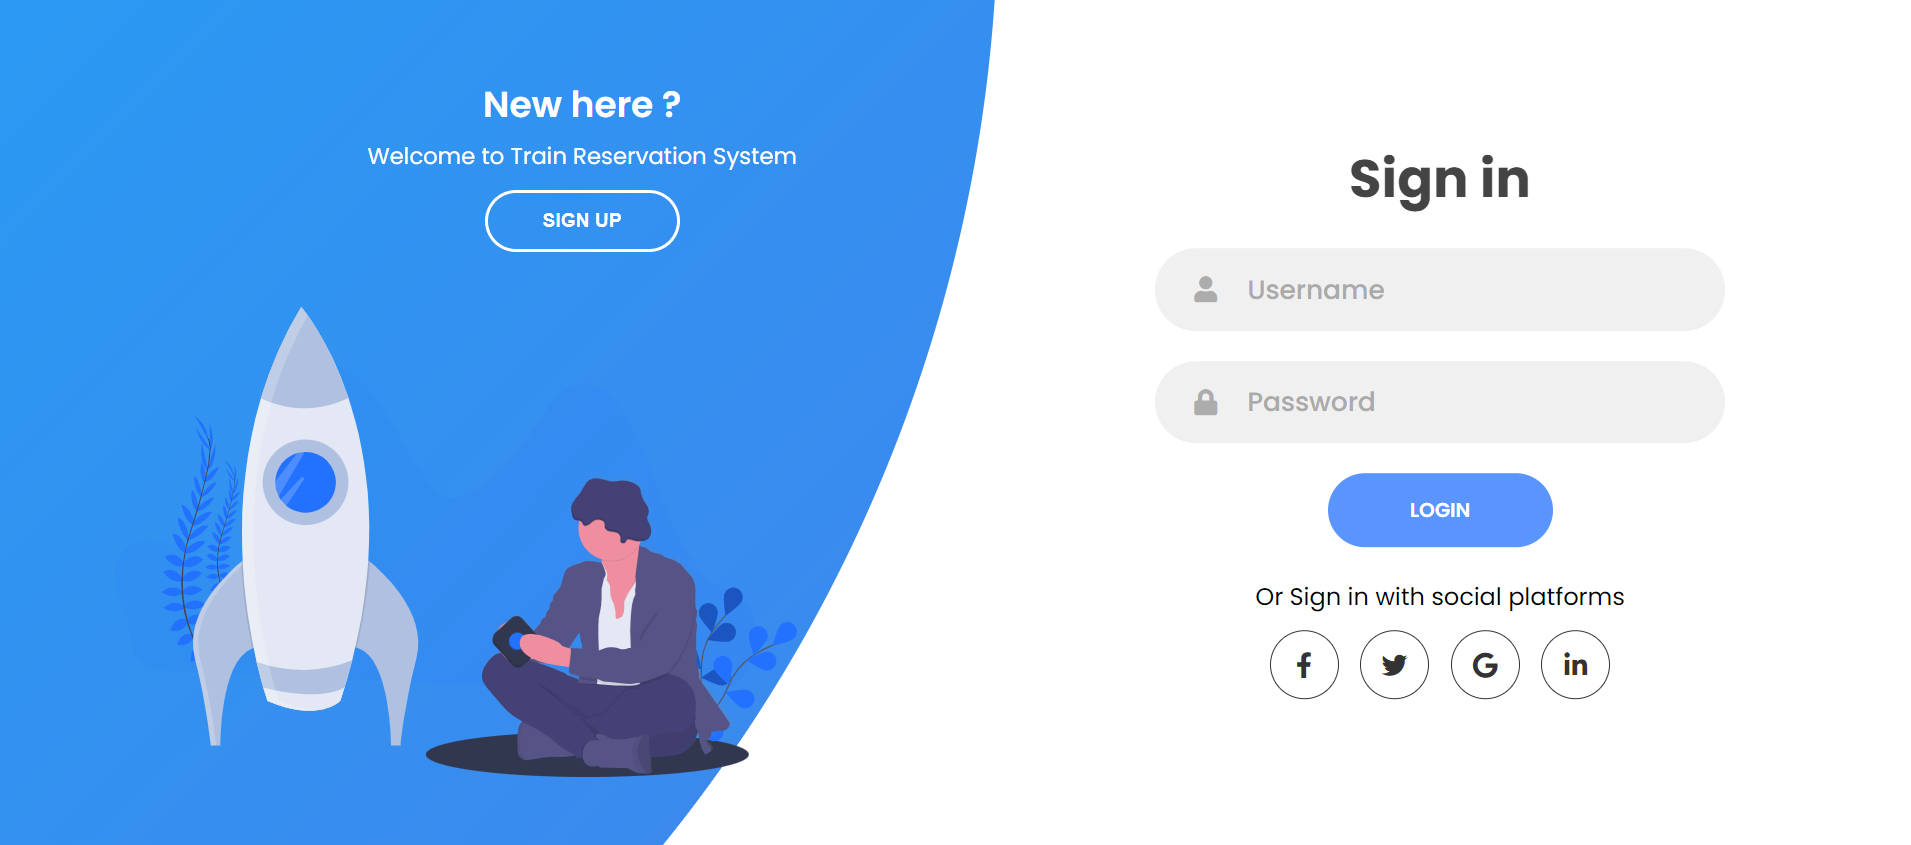 New here ?
Welcome to Train Reservation System
SIGN UP
Sign in
Username
Password
LOGIN
Or Sign in with social platforms